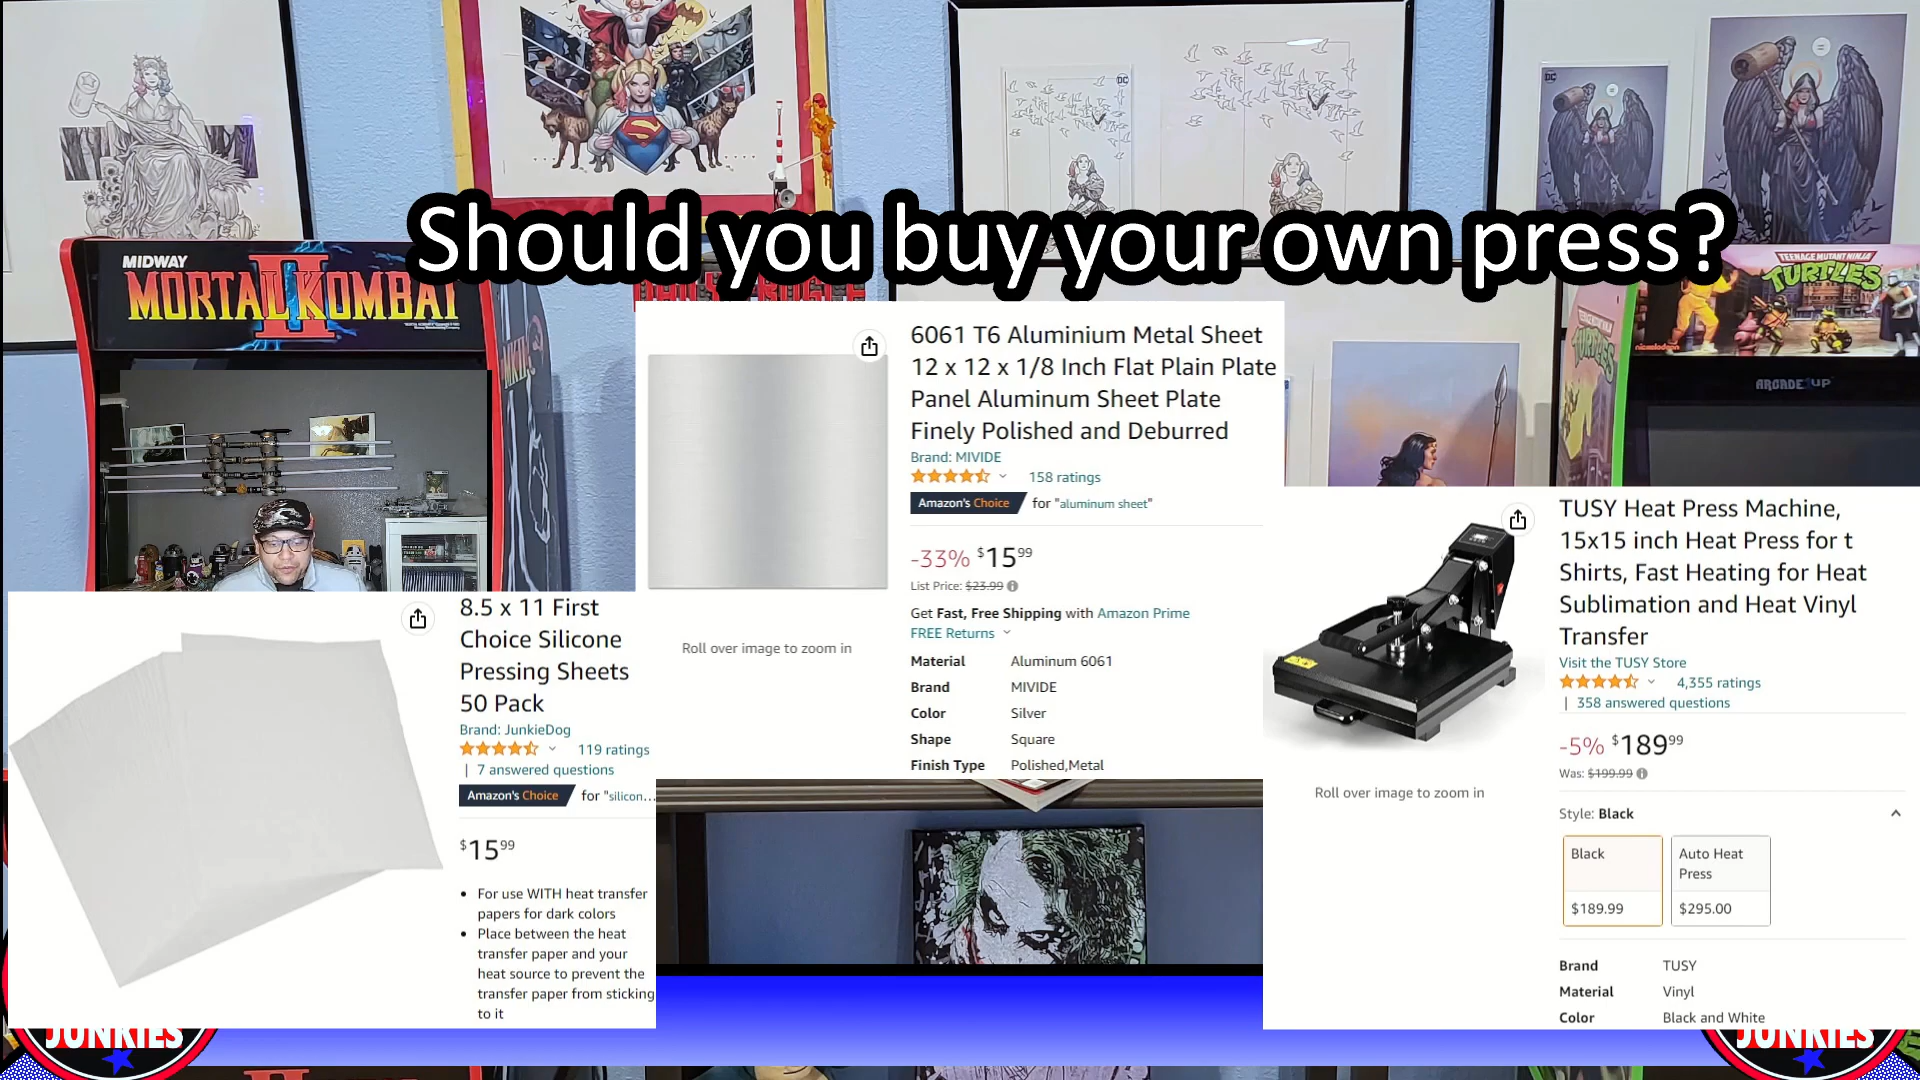 DC
DC
Should you buy your own press?
MIDWAY
MORTAL KOMBAT
II
TEENAGE MUTANT NINJA
TURTLES
nickelodeon
ARCADE1UP
6061 T6 Aluminium Metal Sheet
12 x 12 x 1/8 Inch Flat Plain Plate
Panel Aluminum Sheet Plate
Finely Polished and Deburred
Brand: MIVIDE
158 ratings
Amazon's Choice for "aluminum sheet"
-33% $15 99
List Price: $23.99
Get Fast, Free Shipping with Amazon Prime
FREE Returns
Roll over image to zoom in
Material Aluminum 6061
Brand MIVIDE
Color Silver
Shape Square
Finish Type Polished,Metal
8.5 x 11 First
Choice Silicone
Pressing Sheets
50 Pack
Brand: JunkieDog
119 ratings
| 7 answered questions
Amazon's Choice for "silicon...
$15 99
• For use WITH heat transfer
papers for dark colors
• Place between the heat
transfer paper and your
heat source to prevent the
transfer paper from sticking
to it
TUSY Heat Press Machine,
15x15 inch Heat Press for t
Shirts, Fast Heating for Heat
Sublimation and Heat Vinyl
Transfer
Visit the TUSY Store
4,355 ratings
| 358 answered questions
-5% $189 99
Was: $199.99
Roll over image to zoom in
Style: Black
Black
$189.99
Auto Heat
Press
$295.00
Brand TUSY
Material Vinyl
Color Black and White
JUNKIES
JUNKIES